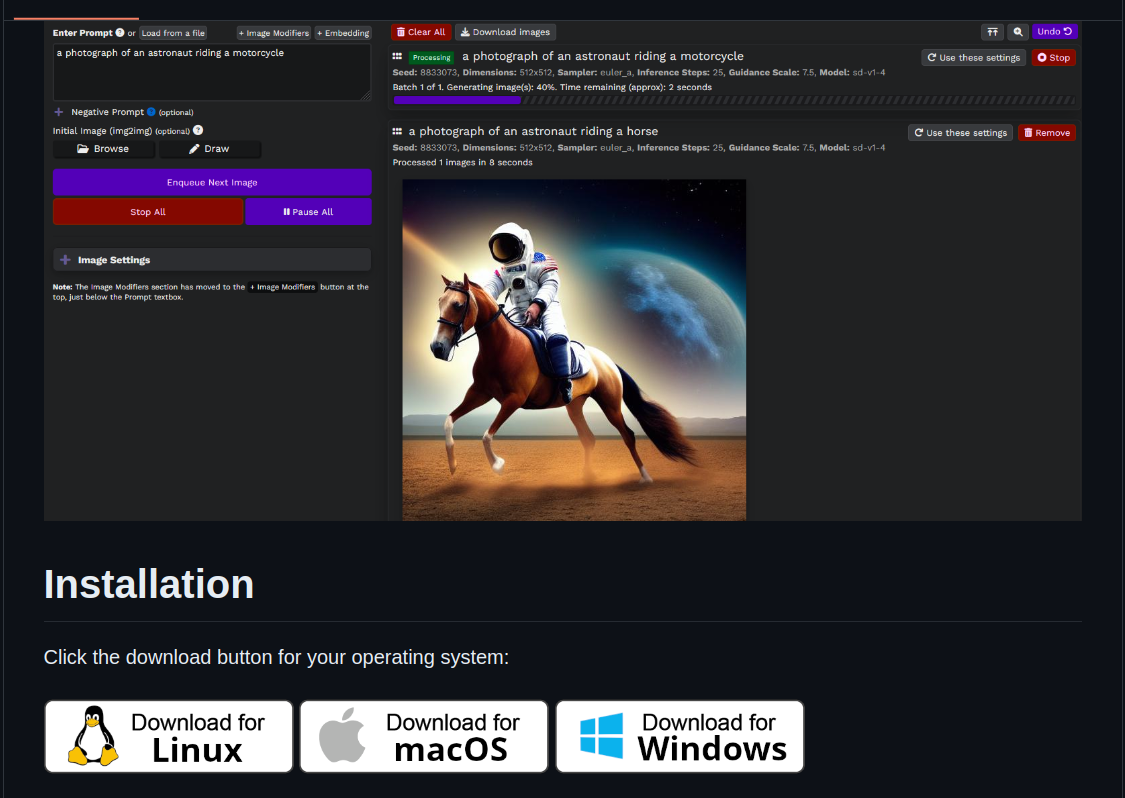 Enter Prompt ? or Load from a file + Image Modifiers + Embedding
a photograph of an astronaut riding a motorcycle
+ Negative Prompt ? (optional)
Initial Image (img2img) (optional) ?
Browse Draw
Enqueue Next Image
Stop All Pause All
+ Image Settings
Note: The Image Modifiers section has moved to the + Image Modifiers button at the
top, just below the Prompt textbox.
Clear All Download images Undo
Processing a photograph of an astronaut riding a motorcycle Use these settings Stop
Seed: 8833073, Dimensions: 512x512, Sampler: euler_a, Inference Steps: 25, Guidance Scale: 7.5, Model: sd-v1-4
Batch 1 of 1. Generating image(s): 40%. Time remaining (approx): 2 seconds
a photograph of an astronaut riding a horse Use these settings Remove
Seed: 8833073, Dimensions: 512x512, Sampler: euler_a, Inference Steps: 25, Guidance Scale: 7.5, Model: sd-v1-4
Processed 1 images in 8 seconds
Installation
Click the download button for your operating system:
Download for
Linux
Download for
macOS
Download for
Windows